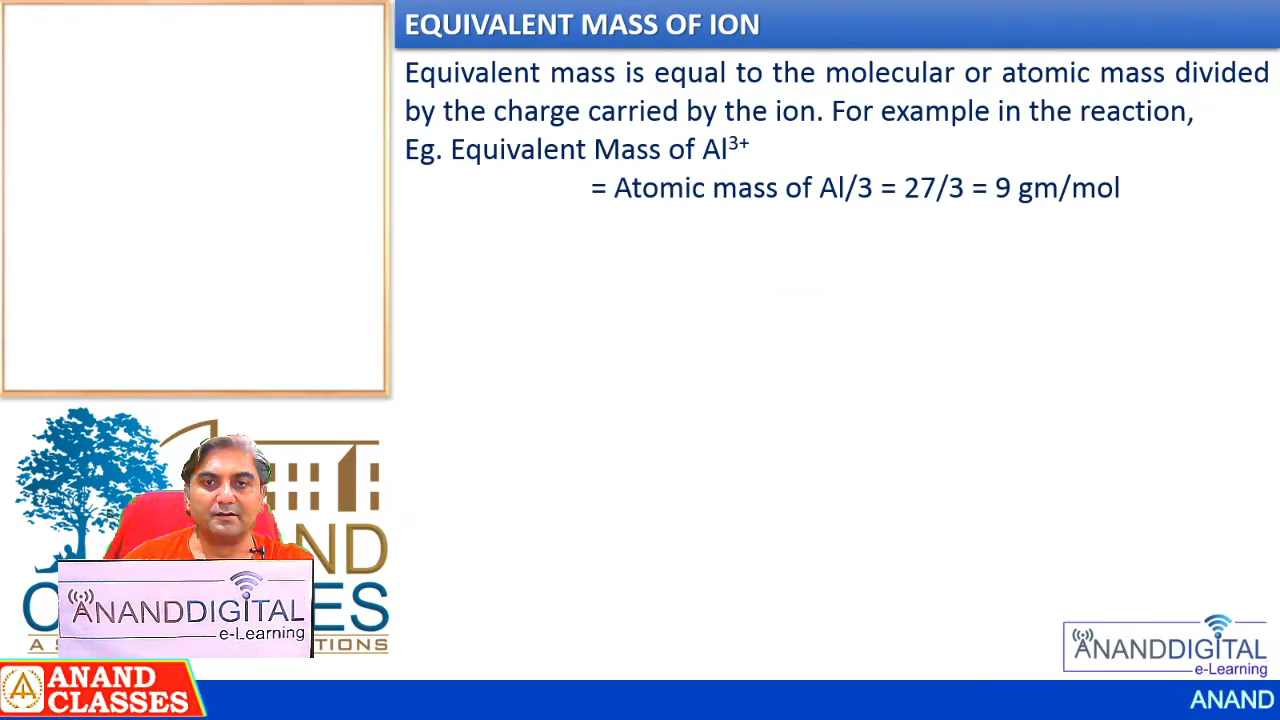 EQUIVALENT MASS OF ION
Equivalent mass is equal to the molecular or atomic mass divided
by the charge carried by the ion. For example in the reaction,
Eg. Equivalent Mass of Al³⁺
= Atomic mass of Al/3 = 27/3 = 9 gm/mol
ANANDDIGITAL
e-Learning
ANANDDIGITAL
e-Learning
ANAND
CLASSES
ANAND